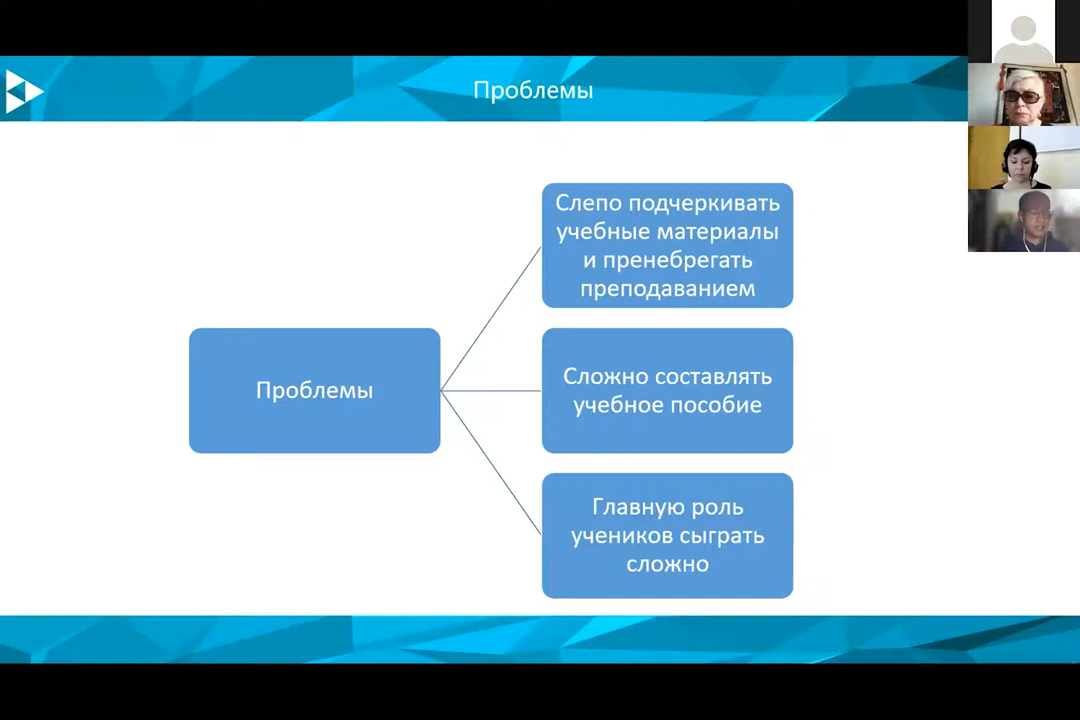 Проблемы
Слепо подчеркивать
учебные материалы
и пренебрегать
преподаванием
Проблемы
Сложно составлять
учебное пособие
Главную роль
учеников сыграть
сложно